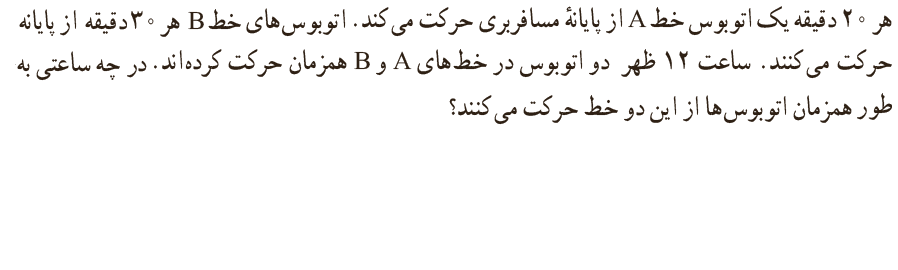 هر ۲۰ دقیقه یک اتوبوس خط A از پایانهٔ مسافربری حرکت می‌کند. اتوبوس‌های خط B هر ۳۰ دقیقه از پایانه
حرکت می‌کنند. ساعت ۱۲ ظهر دو اتوبوس در خط‌های A و B همزمان حرکت کرده‌اند. در چه ساعتی به
طور همزمان اتوبوس‌ها از این دو خط حرکت می‌کنند؟